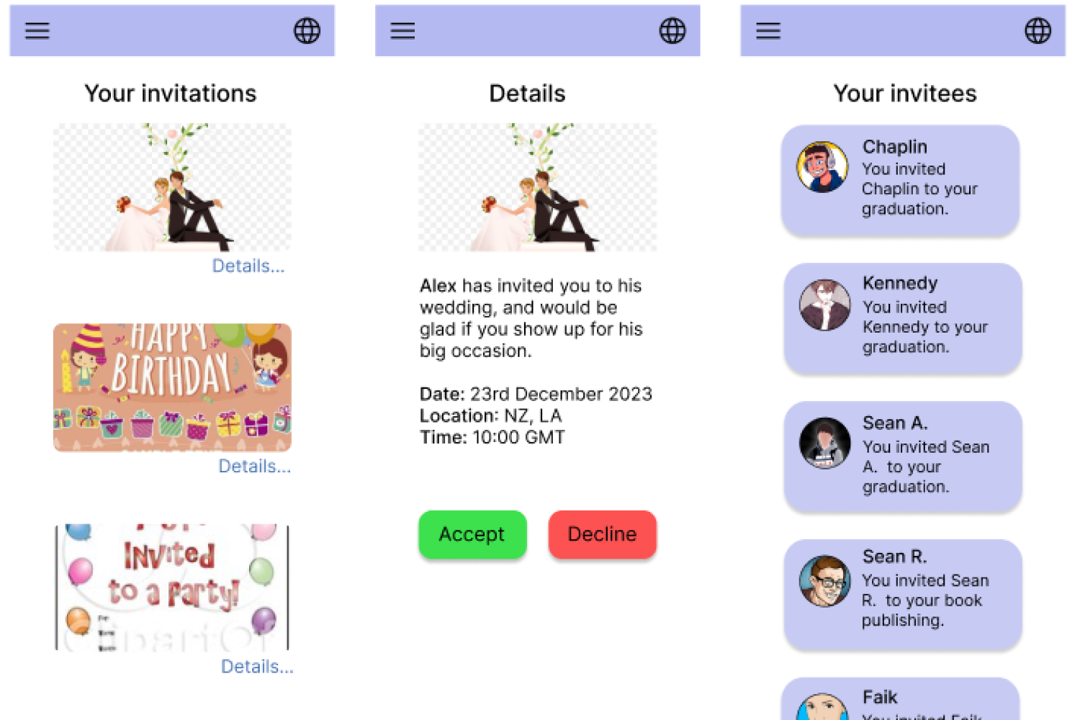 Your invitations
Details...
HAPPY
BIRTHDAY
Details...
Invited
to a Party!
Details...
Details
Alex has invited you to his
wedding, and would be
glad if you show up for his
big occasion.
Date: 23rd December 2023
Location: NZ, LA
Time: 10:00 GMT
Accept
Decline
Your invitees
Chaplin
You invited
Chaplin to your
graduation.
Kennedy
You invited
Kennedy to your
graduation.
Sean A.
You invited Sean
A.  to your
graduation.
Sean R.
You invited Sean
R.  to your book
publishing.
Faik
You invited Faik